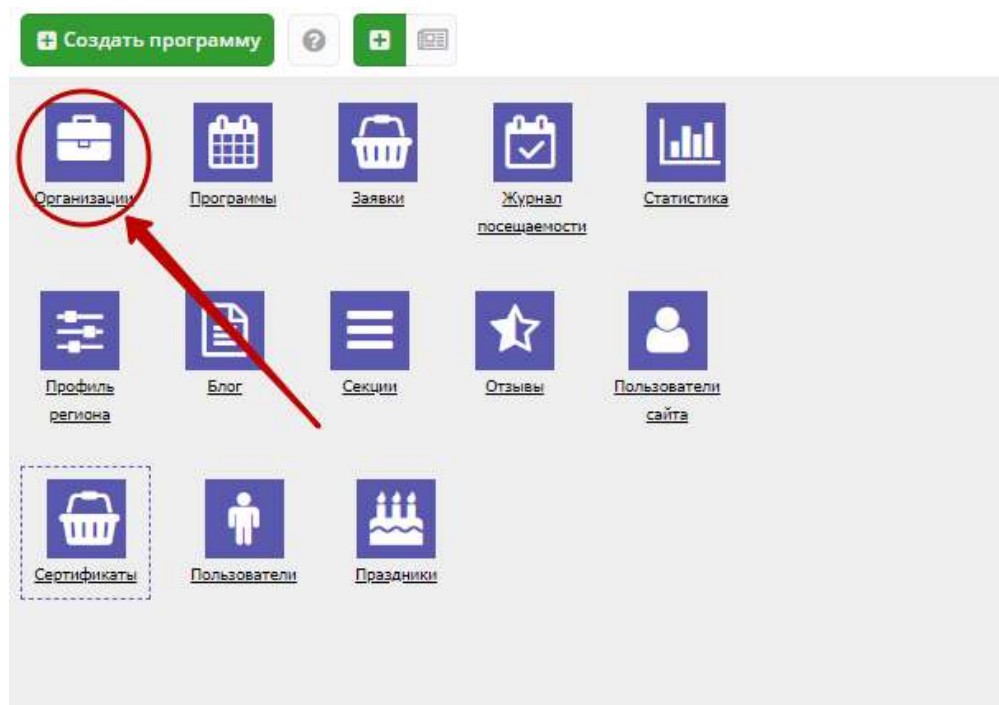 Создать программу
Организации
Программы
Заявки
Журнал
посещаемости
Статистика
Профиль
региона
Блог
Секции
Отзывы
Пользователи
сайта
Сертификаты
Пользователи
Праздники